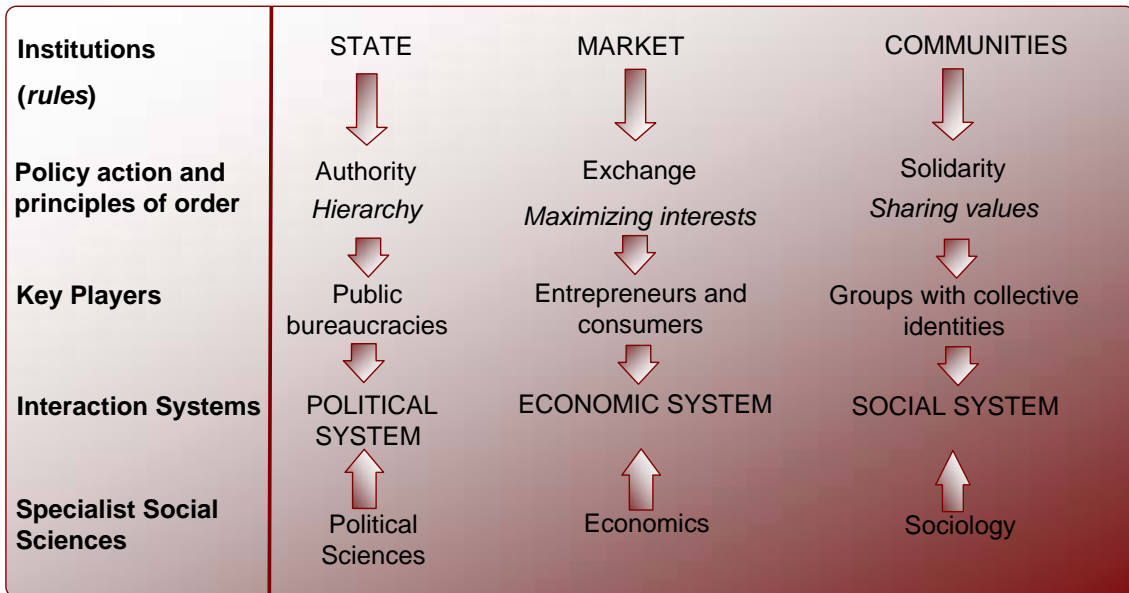 Institutions
(rules)
STATE
MARKET
COMMUNITIES
Policy action and
principles of order
Authority
Hierarchy
Exchange
Maximizing interests
Solidarity
Sharing values
Key Players
Public
bureaucracies
Entrepreneurs and
consumers
Groups with collective
identities
Interaction Systems
POLITICAL
SYSTEM
ECONOMIC SYSTEM
SOCIAL SYSTEM
Specialist Social
Sciences
Political
Sciences
Economics
Sociology